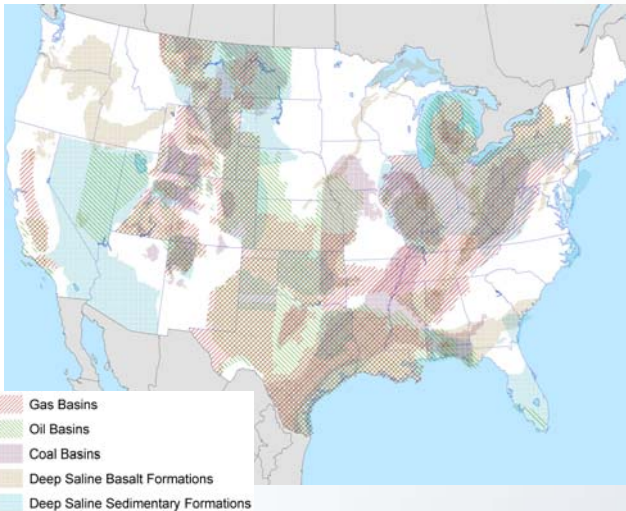 Gas Basins
Oil Basins
Coal Basins
Deep Saline Basalt Formations
Deep Saline Sedimentary Formations